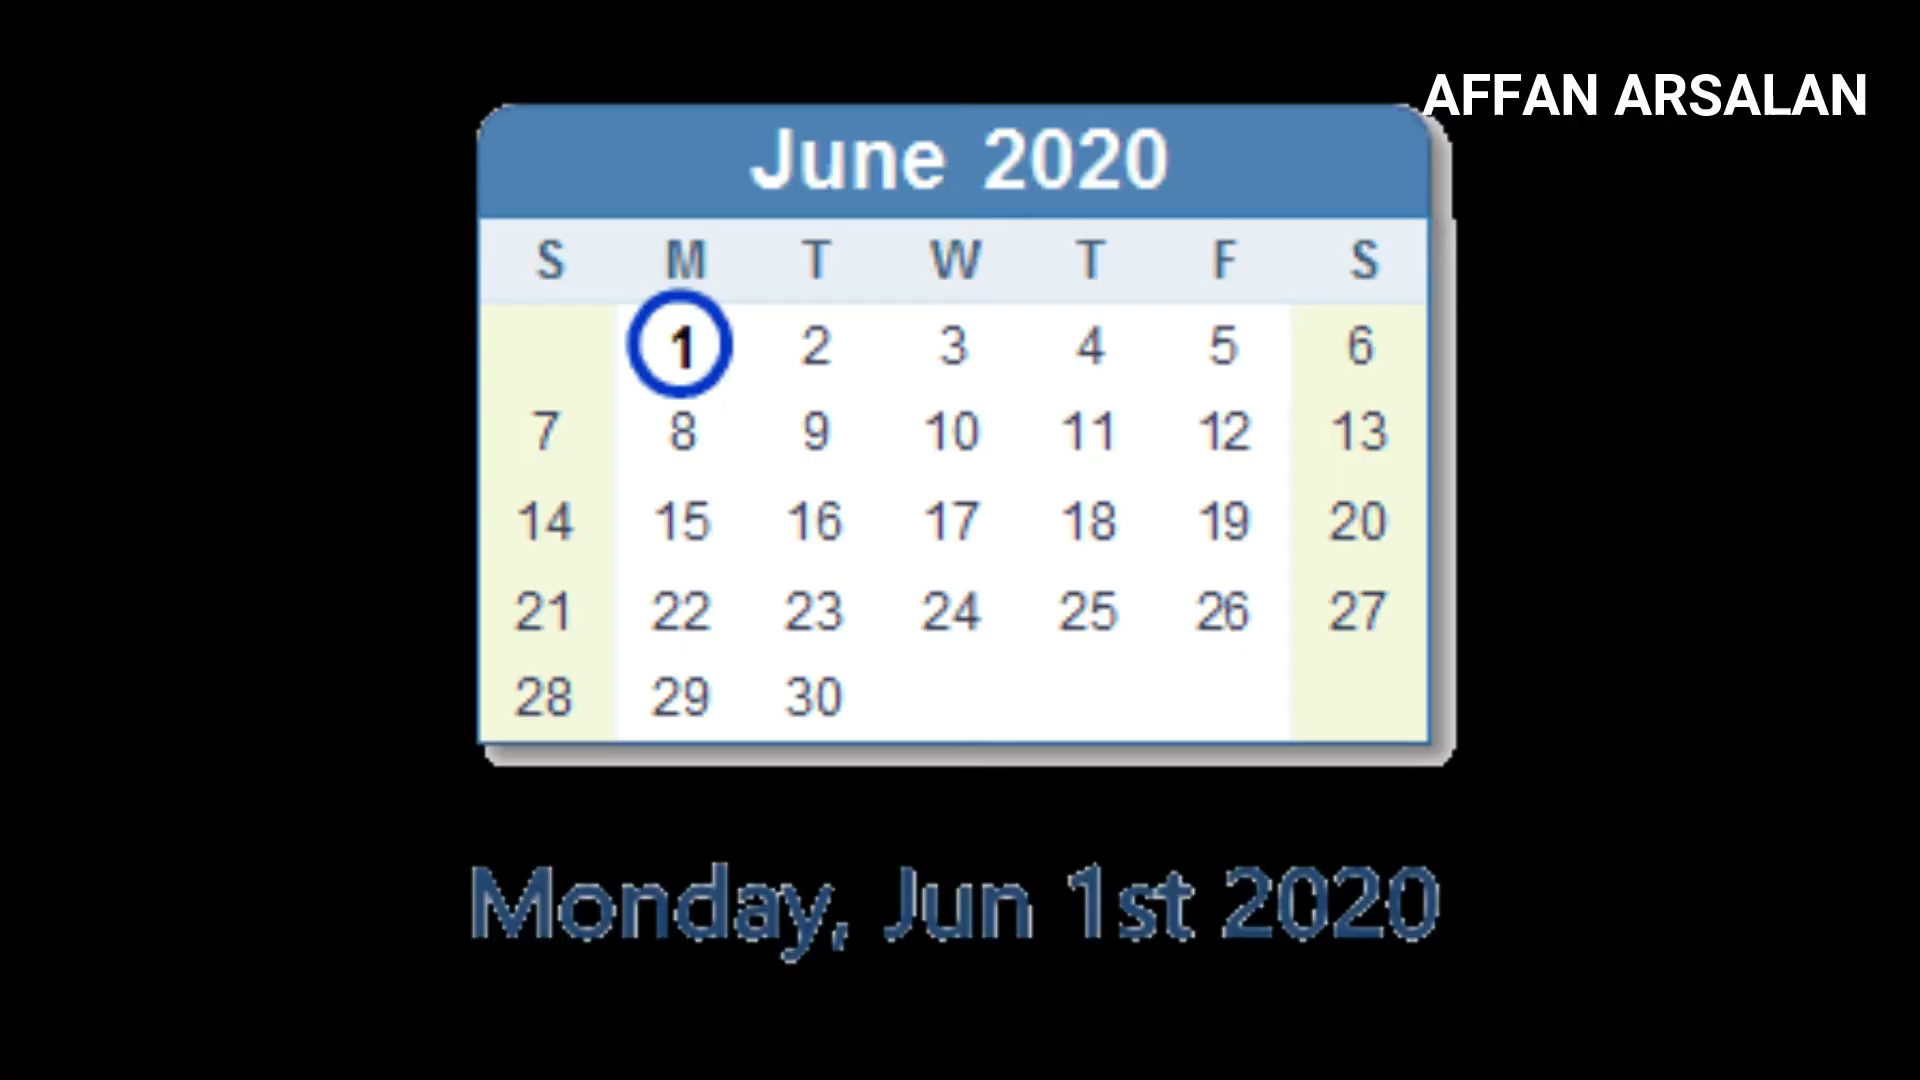 AFFAN ARSALAN
June 2020
S M T W T F S
1 2 3 4 5 6
7 8 9 10 11 12 13
14 15 16 17 18 19 20
21 22 23 24 25 26 27
28 29 30
Monday, Jun 1st 2020